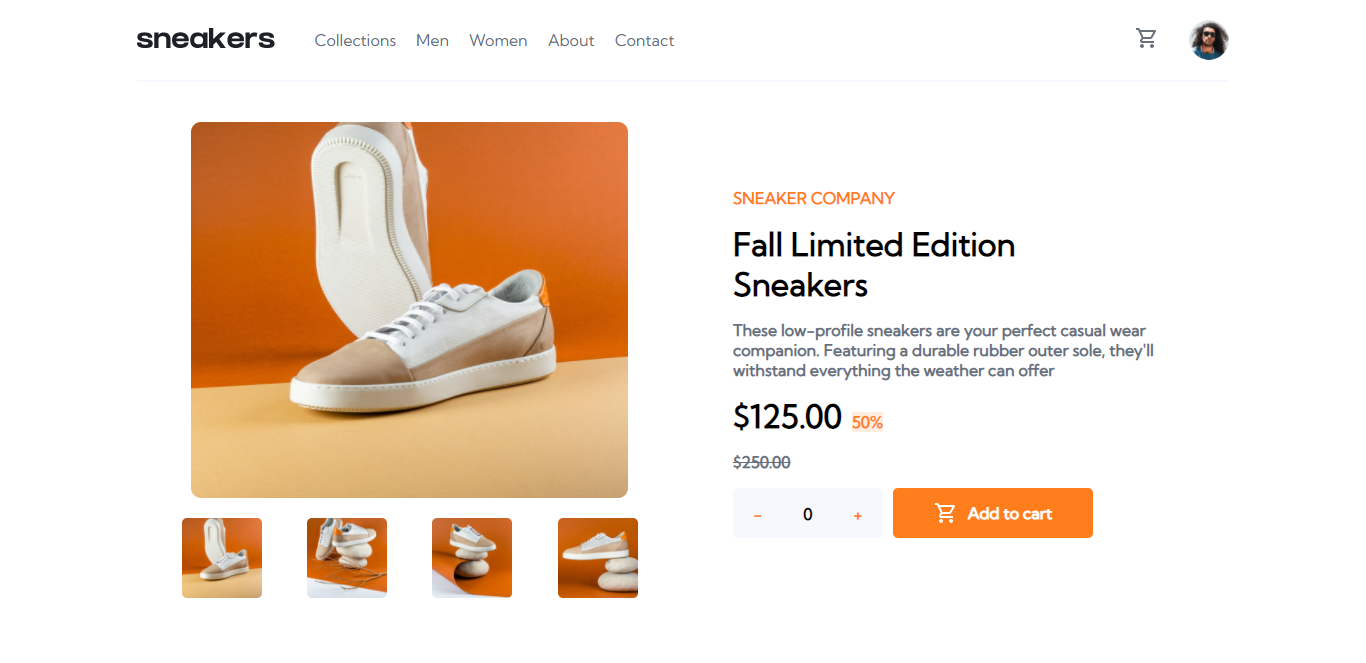 sneakers Collections Men Women About Contact
SNEAKER COMPANY
Fall Limited Edition
Sneakers
These low-profile sneakers are your perfect casual wear
companion. Featuring a durable rubber outer sole, they'll
withstand everything the weather can offer
$125.00 50%
$250.00
- 0 + Add to cart